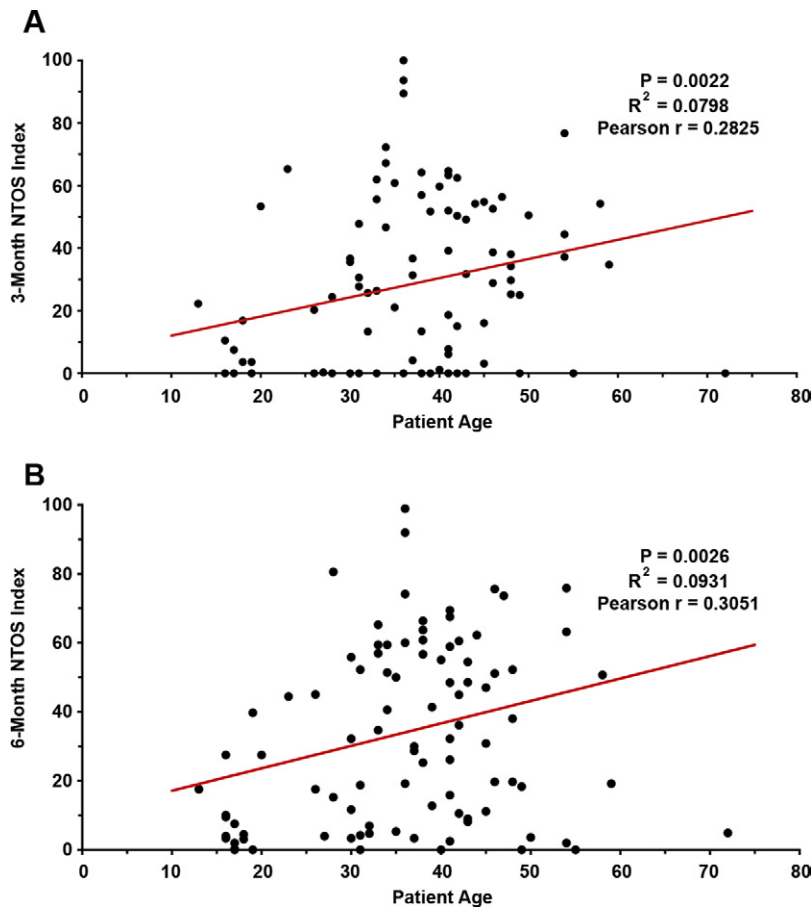 A
100
80
60
40
20
0
3-Month NTOS Index
P = 0.0022
R² = 0.0798
Pearson r = 0.2825
0 10 20 30 40 50 60 70 80
Patient Age
B
100
80
60
40
20
0
6-Month NTOS Index
P = 0.0026
R² = 0.0931
Pearson r = 0.3051
0 10 20 30 40 50 60 70 80
Patient Age